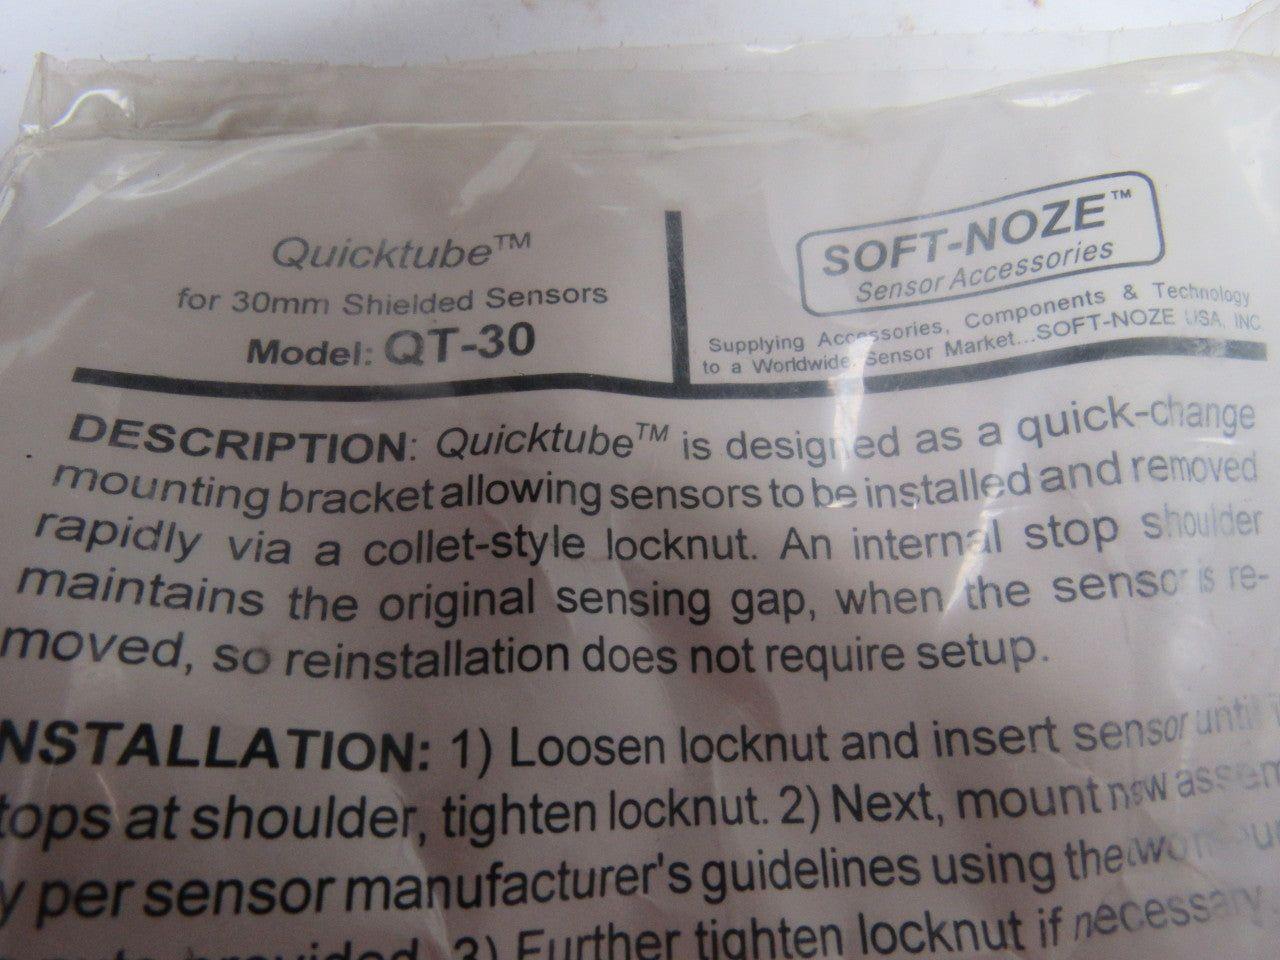 Quicktube™
for 30mm Shielded Sensors
Model: QT-30
SOFT-NOZE™
Sensor Accessories
Supplying Accessories, Components & Technology
to a Worldwide Sensor Market...SOFT-NOZE USA, INC
DESCRIPTION: Quicktube™ is designed as a quick-change
mounting bracket allowing sensors to be installed and removed
rapidly via a collet-style locknut. An internal stop shoulder
maintains the original sensing gap, when the sensor is re-
moved, so reinstallation does not require setup.
NSTALLATION: 1) Loosen locknut and insert sensor until
tops at shoulder, tighten locknut. 2) Next, mount new assem
y per sensor manufacturer's guidelines using the two
provided. 3) Further tighten locknut if necessary